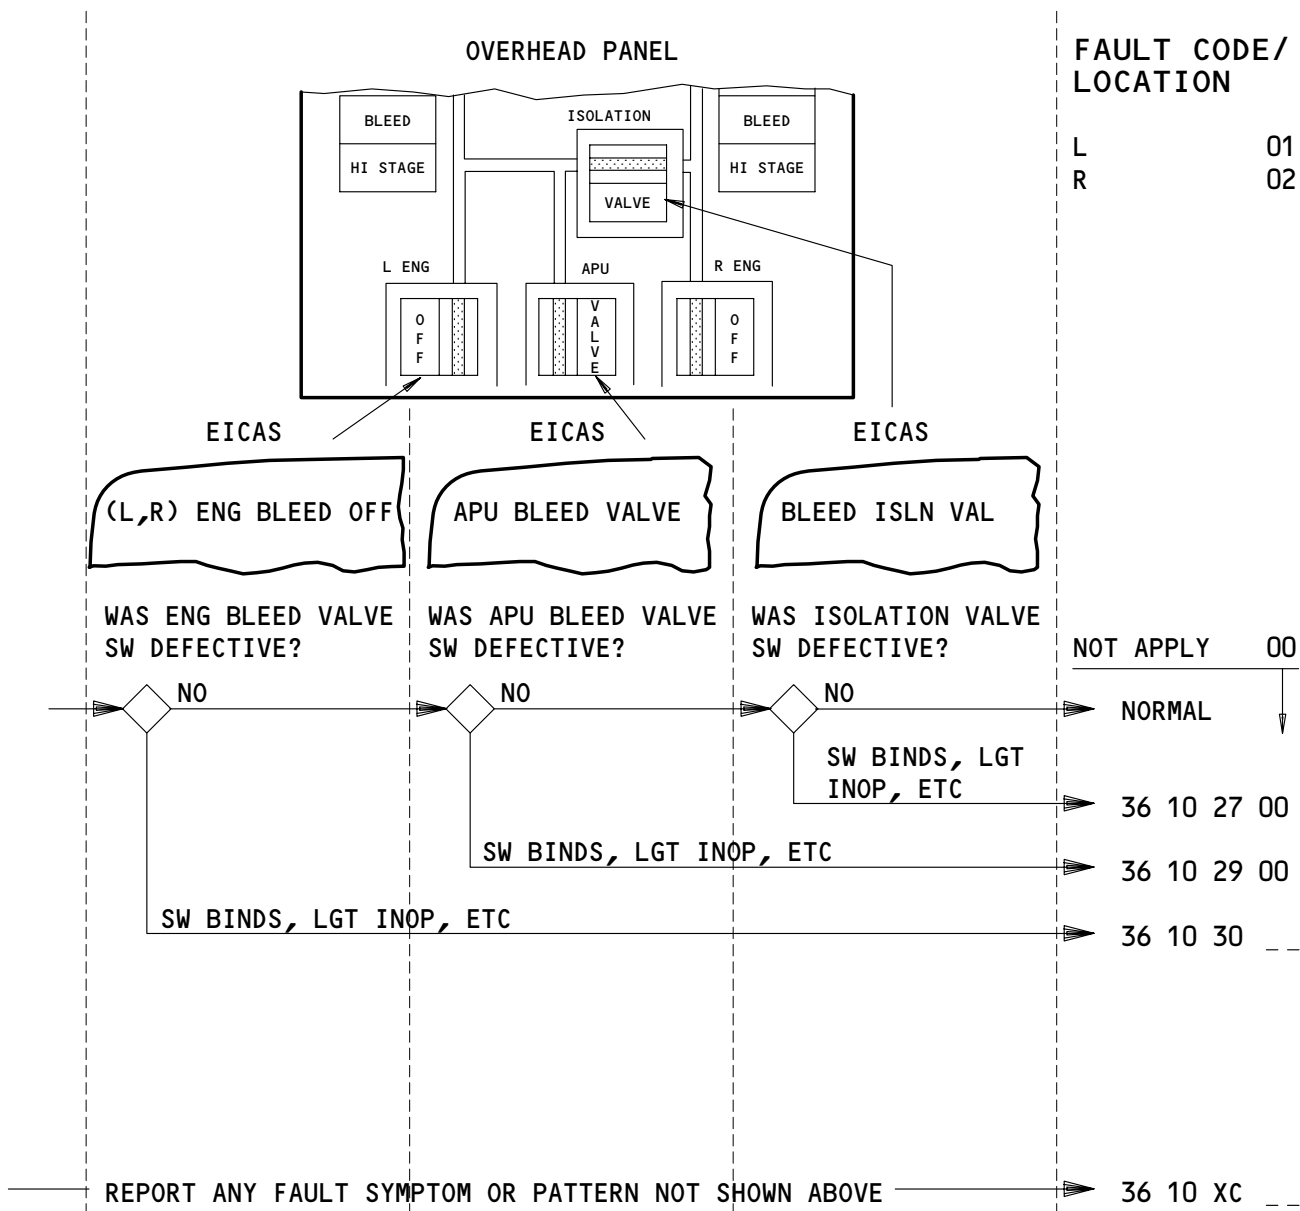 OVERHEAD PANEL
FAULT CODE/
LOCATION
L 01
R 02
BLEED
HI STAGE
ISOLATION
VALVE
BLEED
HI STAGE
L ENG
APU
R ENG
OFF
VALVE
OFF
EICAS
EICAS
EICAS
(L,R) ENG BLEED OFF
APU BLEED VALVE
BLEED ISLN VAL
WAS ENG BLEED VALVE
SW DEFECTIVE?
WAS APU BLEED VALVE
SW DEFECTIVE?
WAS ISOLATION VALVE
SW DEFECTIVE?
NOT APPLY 00
NO
NO
NO
NORMAL
SW BINDS, LGT
INOP, ETC
36 10 27 00
SW BINDS, LGT INOP, ETC
36 10 29 00
SW BINDS, LGT INOP, ETC
36 10 30 _ _
REPORT ANY FAULT SYMPTOM OR PATTERN NOT SHOWN ABOVE
36 10 XC _ _